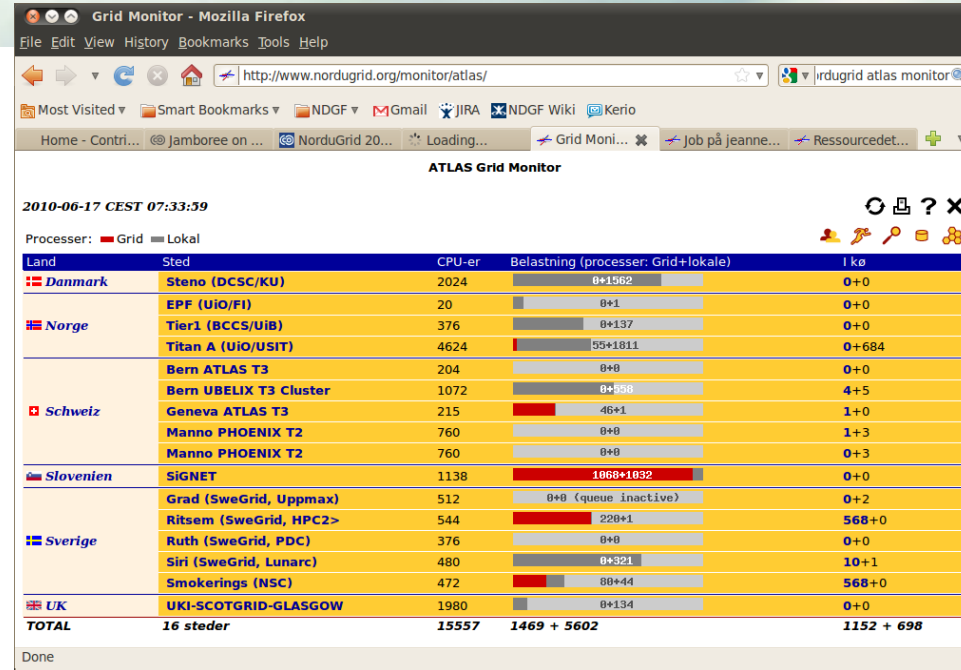 Grid Monitor - Mozilla Firefox
File Edit View History Bookmarks Tools Help
http://www.nordugrid.org/monitor/atlas/ rdugrid atlas monitor
Most Visited Smart Bookmarks NDGF Gmail JIRA NDGF Wiki Kerio
Home - Contri... Jamboree on ... NorduGrid 20... Loading... Grid Moni... Job på jeanne... Ressourcedet...
ATLAS Grid Monitor
2010-06-17 CEST 07:33:59
Processer: Grid Lokal
Land Sted CPU-er Belastning (processer: Grid+lokale) I kø
Danmark Steno (DCSC/KU) 2024 0+1562 0+0
EPF (UiO/FI) 20 0+1 0+0
Norge Tier1 (BCCS/UiB) 376 0+137 0+0
Titan A (UiO/USIT) 4624 55+1811 0+684
Bern ATLAS T3 204 0+0 0+0
Bern UBELIX T3 Cluster 1072 0+558 4+5
Schweiz Geneva ATLAS T3 215 46+1 1+0
Manno PHOENIX T2 760 0+0 1+3
Manno PHOENIX T2 760 0+0 0+3
Slovenien SiGNET 1138 1068+1032 0+0
Grad (SweGrid, Uppmax) 512 0+0 (queue inactive) 0+2
Ritsem (SweGrid, HPC2> 544 220+1 568+0
Sverige Ruth (SweGrid, PDC) 376 0+0 0+0
Siri (SweGrid, Lunarc) 480 0+321 10+1
Smokerings (NSC) 472 80+44 568+0
UK UKI-SCOTGRID-GLASGOW 1980 0+134 0+0
TOTAL 16 steder 15557 1469 + 5602 1152 + 698
Done